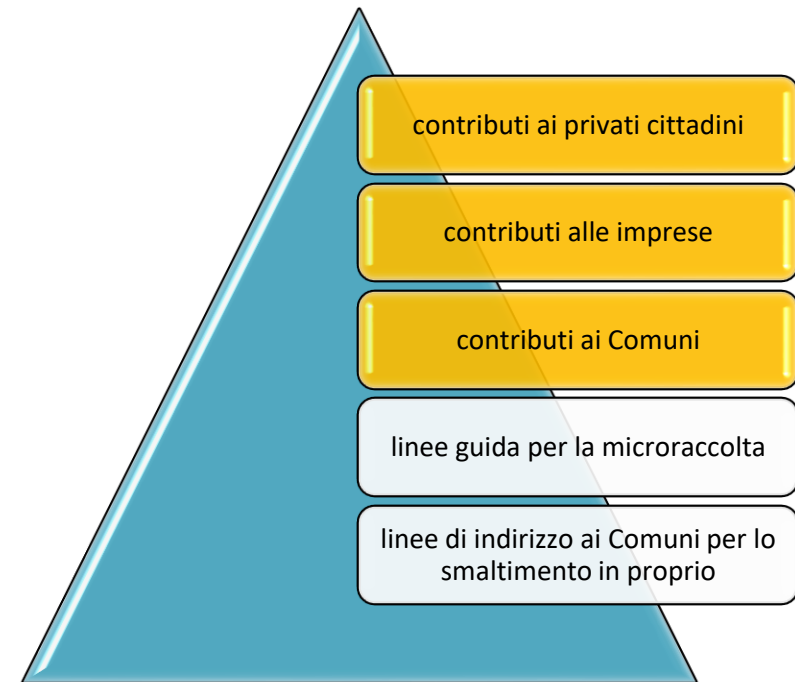 contributi ai privati cittadini
contributi alle imprese
contributi ai Comuni
linee guida per la microraccolta
linee di indirizzo ai Comuni per lo
smaltimento in proprio